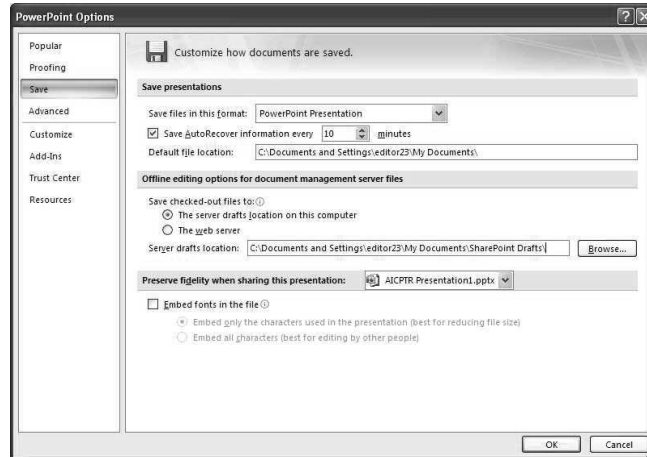 PowerPoint Options
Popular
Proofing
Save
Advanced
Customize
Add-Ins
Trust Center
Resources
Customize how documents are saved.
Save presentations
Save files in this format: PowerPoint Presentation
Save AutoRecover information every 10 minutes
Default file location: C:\Documents and Settings\editor23\My Documents\
Offline editing options for document management server files
Save checked-out files to:
The server drafts location on this computer
The web server
Server drafts location: C:\Documents and Settings\editor23\My Documents\SharePoint Drafts\ Browse...
Preserve fidelity when sharing this presentation: AICPTR Presentation1.pptx
Embed fonts in the file
Embed only the characters used in the presentation (best for reducing file size)
Embed all characters (best for editing by other people)
OK Cancel